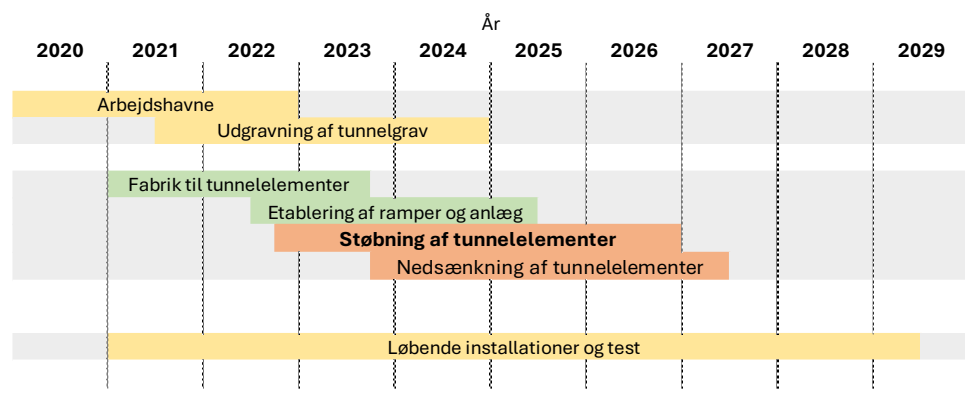 År
2020 2021 2022 2023 2024 2025 2026 2027 2028 2029
Arbejdshavne
Udgravning af tunnelgrav
Fabrik til tunnelelementer
Etablering af ramper og anlæg
Støbning af tunnelelementer
Nedsænkning af tunnelelementer
Løbende installationer og test